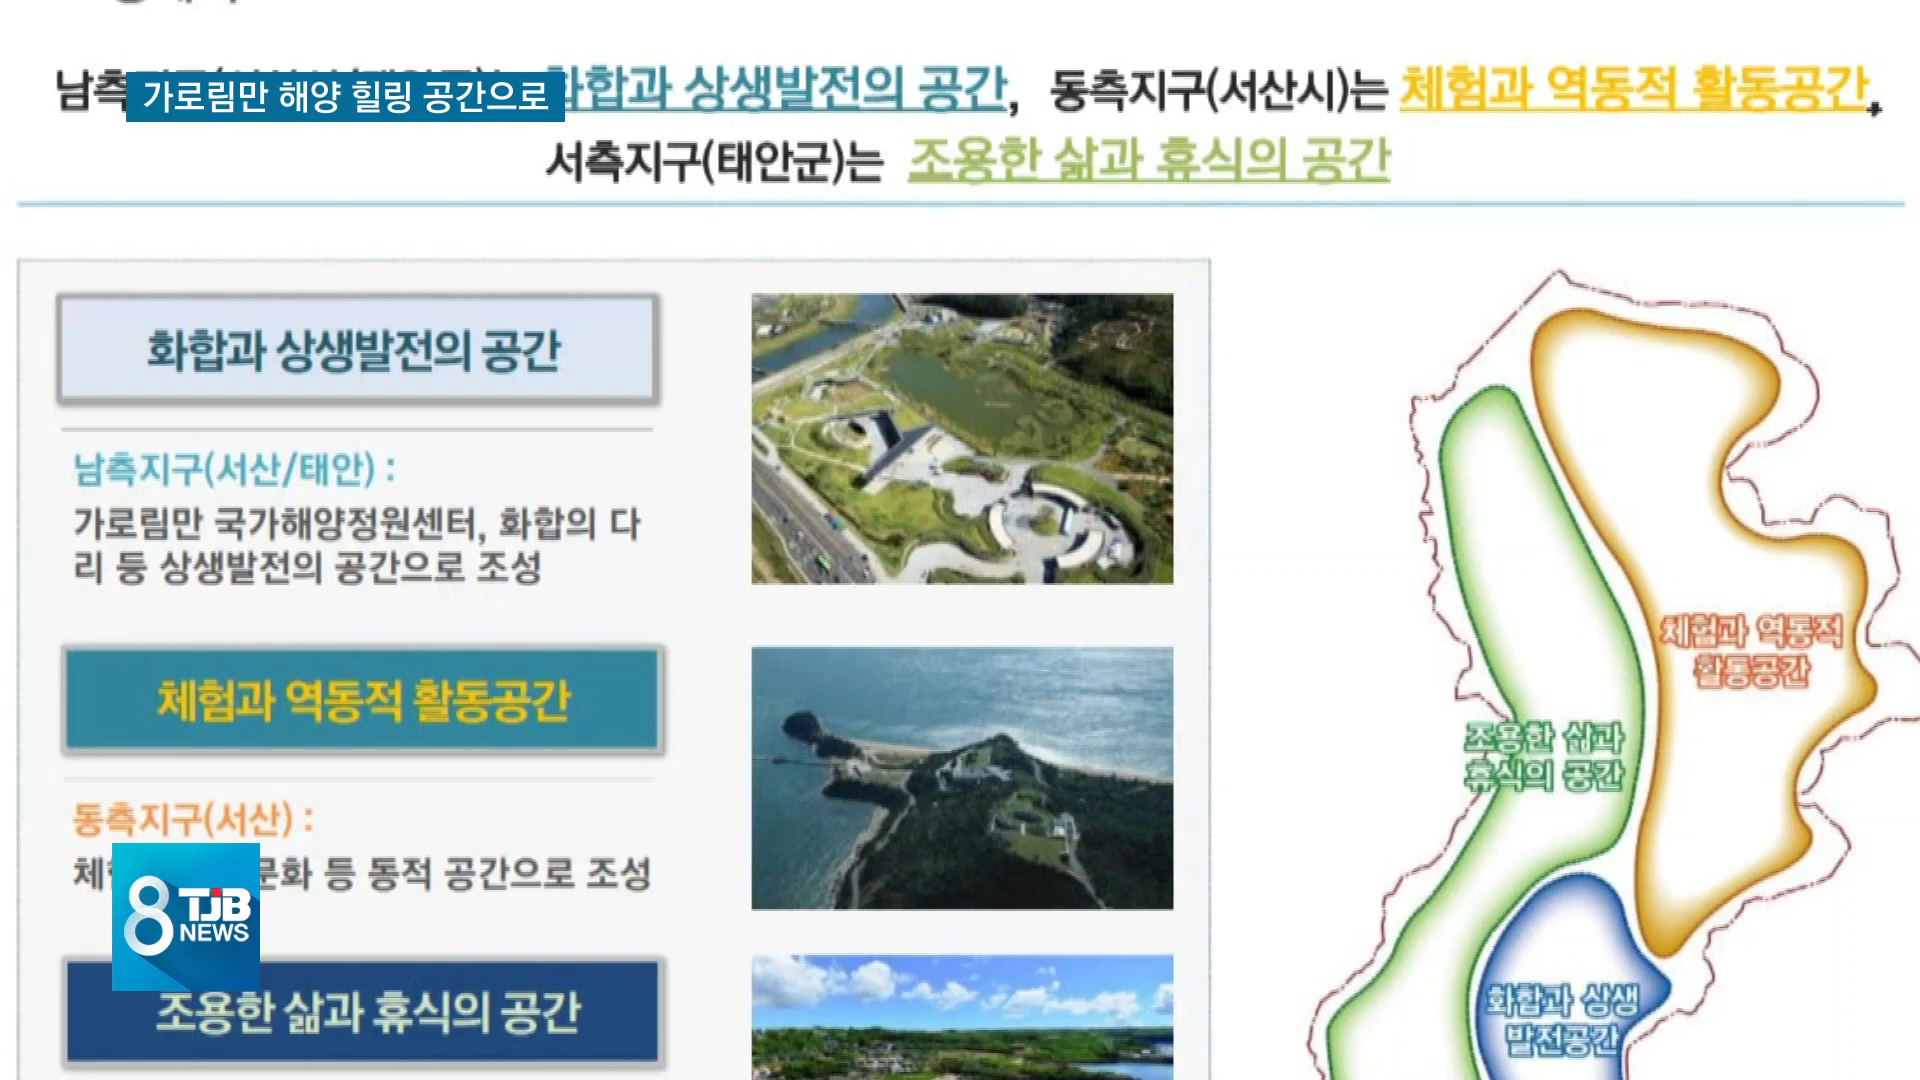 가로림만 해양 힐링 공간으로
남측 화합과 상생발전의 공간, 동측지구(서산시)는 체험과 역동적 활동공간,
서측지구(태안군)는 조용한 삶과 휴식의 공간
화합과 상생발전의 공간
남측지구(서산/태안) :
가로림만 국가해양정원센터, 화합의 다
리 등 상생발전의 공간으로 조성
체험과 역동적 활동공간
동측지구(서산) :
문화 등 동적 공간으로 조성
8 TJB
NEWS
조용한 삶과 휴식의 공간
체험과 역동적
활동공간
조용한 삶과
휴식의 공간
화합과 상생
발전공간